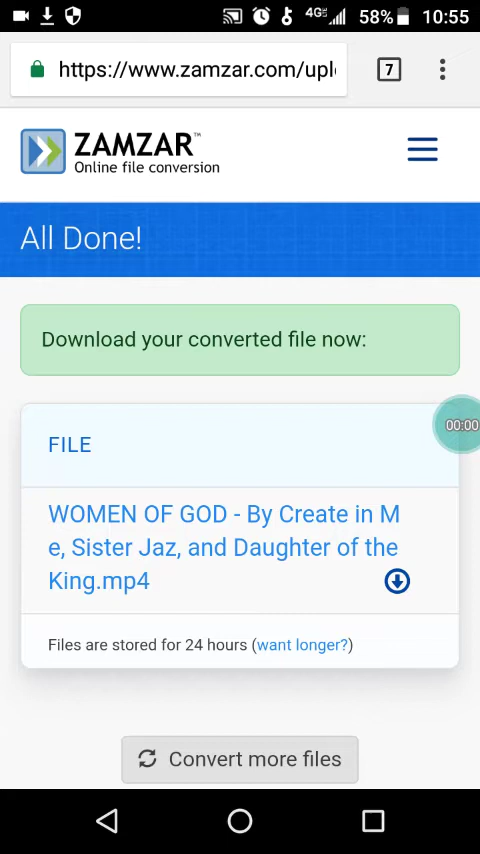 4G 58% 10:55
https://www.zamzar.com/upl
7
ZAMZAR™
Online file conversion
All Done!
Download your converted file now:
00:00
FILE
WOMEN OF GOD - By Create in M
e, Sister Jaz, and Daughter of the
King.mp4
Files are stored for 24 hours (want longer?)
Convert more files